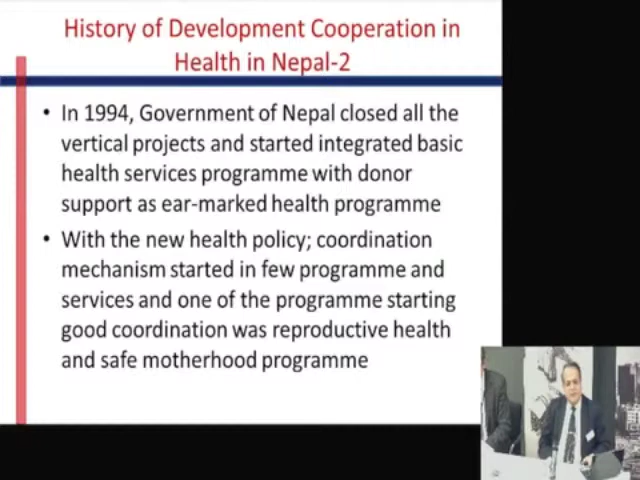 History of Development Cooperation in
Health in Nepal-2
• In 1994, Government of Nepal closed all the
vertical projects and started integrated basic
health services programme with donor
support as ear-marked health programme
• With the new health policy; coordination
mechanism started in few programme and
services and one of the programme starting
good coordination was reproductive health
and safe motherhood programme